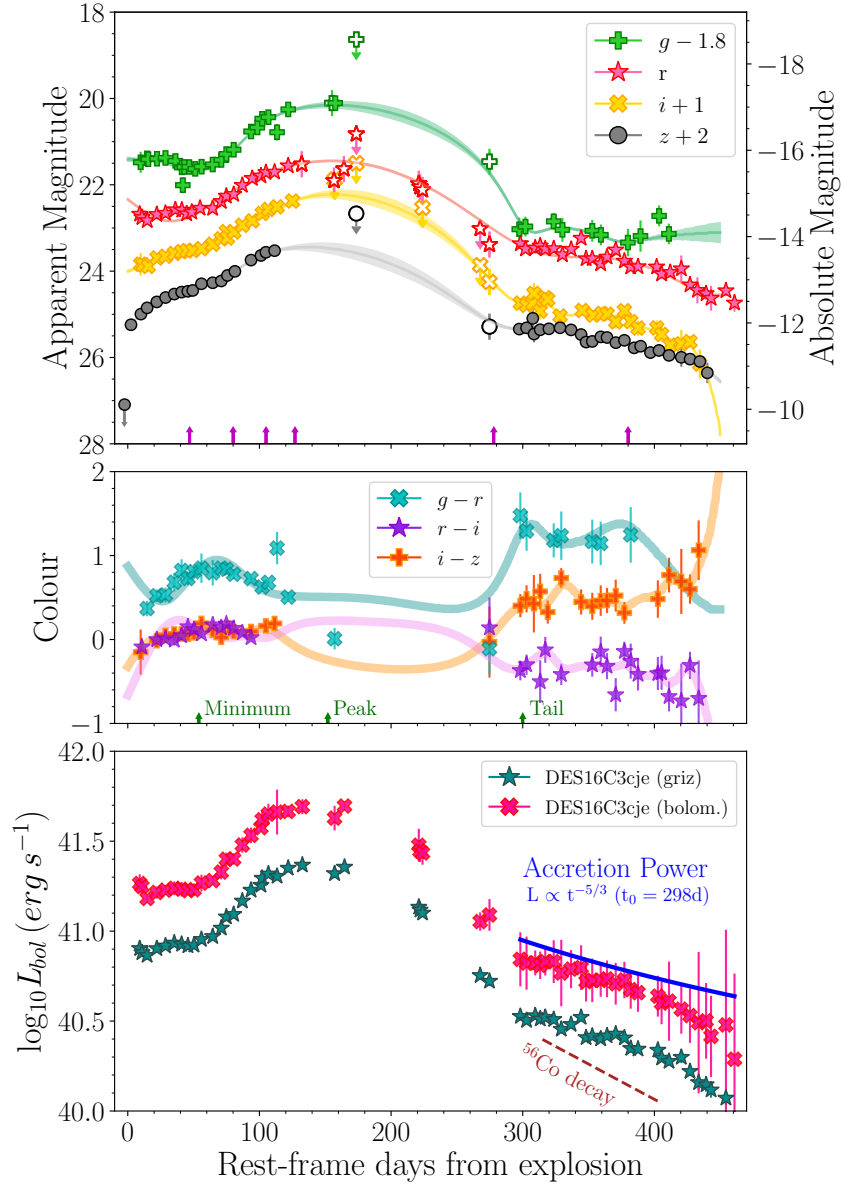 18
20
22
24
26
28
Apparent Magnitude
−18
−16
−14
−12
−10
Absolute Magnitude
g − 1.8
r
i + 1
z + 2
2
1
0
−1
Colour
g − r
r − i
i − z
Minimum
Peak
Tail
42.0
41.5
41.0
40.5
40.0
log₁₀ L_bol (erg s⁻¹)
DES16C3cje (griz)
DES16C3cje (bolom.)
Accretion Power
L ∝ t⁻⁵ᐟ³ (t₀ = 298d)
⁵⁶Co decay
0
100
200
300
400
Rest-frame days from explosion